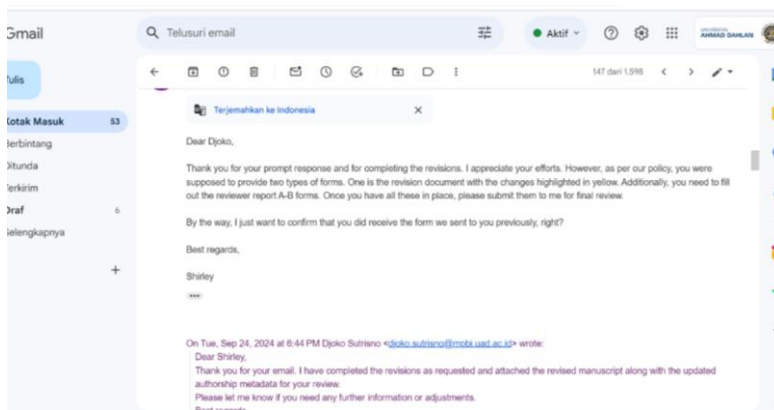 Gmail
Telusuri email
Aktif
UNIVERSITAS
AHMAD DAHLAN
Tulis
147 dari 1.598
Terjemahkan ke Indonesia
Kotak Masuk 53
Berbintang
Ditunda
Terkirim
Draf 6
Selengkapnya
Dear Djoko,
Thank you for your prompt response and for completing the revisions. I appreciate your efforts. However, as per our policy, you were
supposed to provide two types of forms. One is the revision document with the changes highlighted in yellow. Additionally, you need to fill
out the reviewer report A-B forms. Once you have all these in place, please submit them to me for final review.
By the way, I just want to confirm that you did receive the form we sent to you previously, right?
Best regards,
Shirley
On Tue, Sep 24, 2024 at 6:44 PM Djoko Sutrisno <djoko.sutrisno@mpbi.uad.ac.id> wrote:
Dear Shirley,
Thank you for your email. I have completed the revisions as requested and attached the revised manuscript along with the updated
authorship metadata for your review.
Please let me know if you need any further information or adjustments.
Best regards